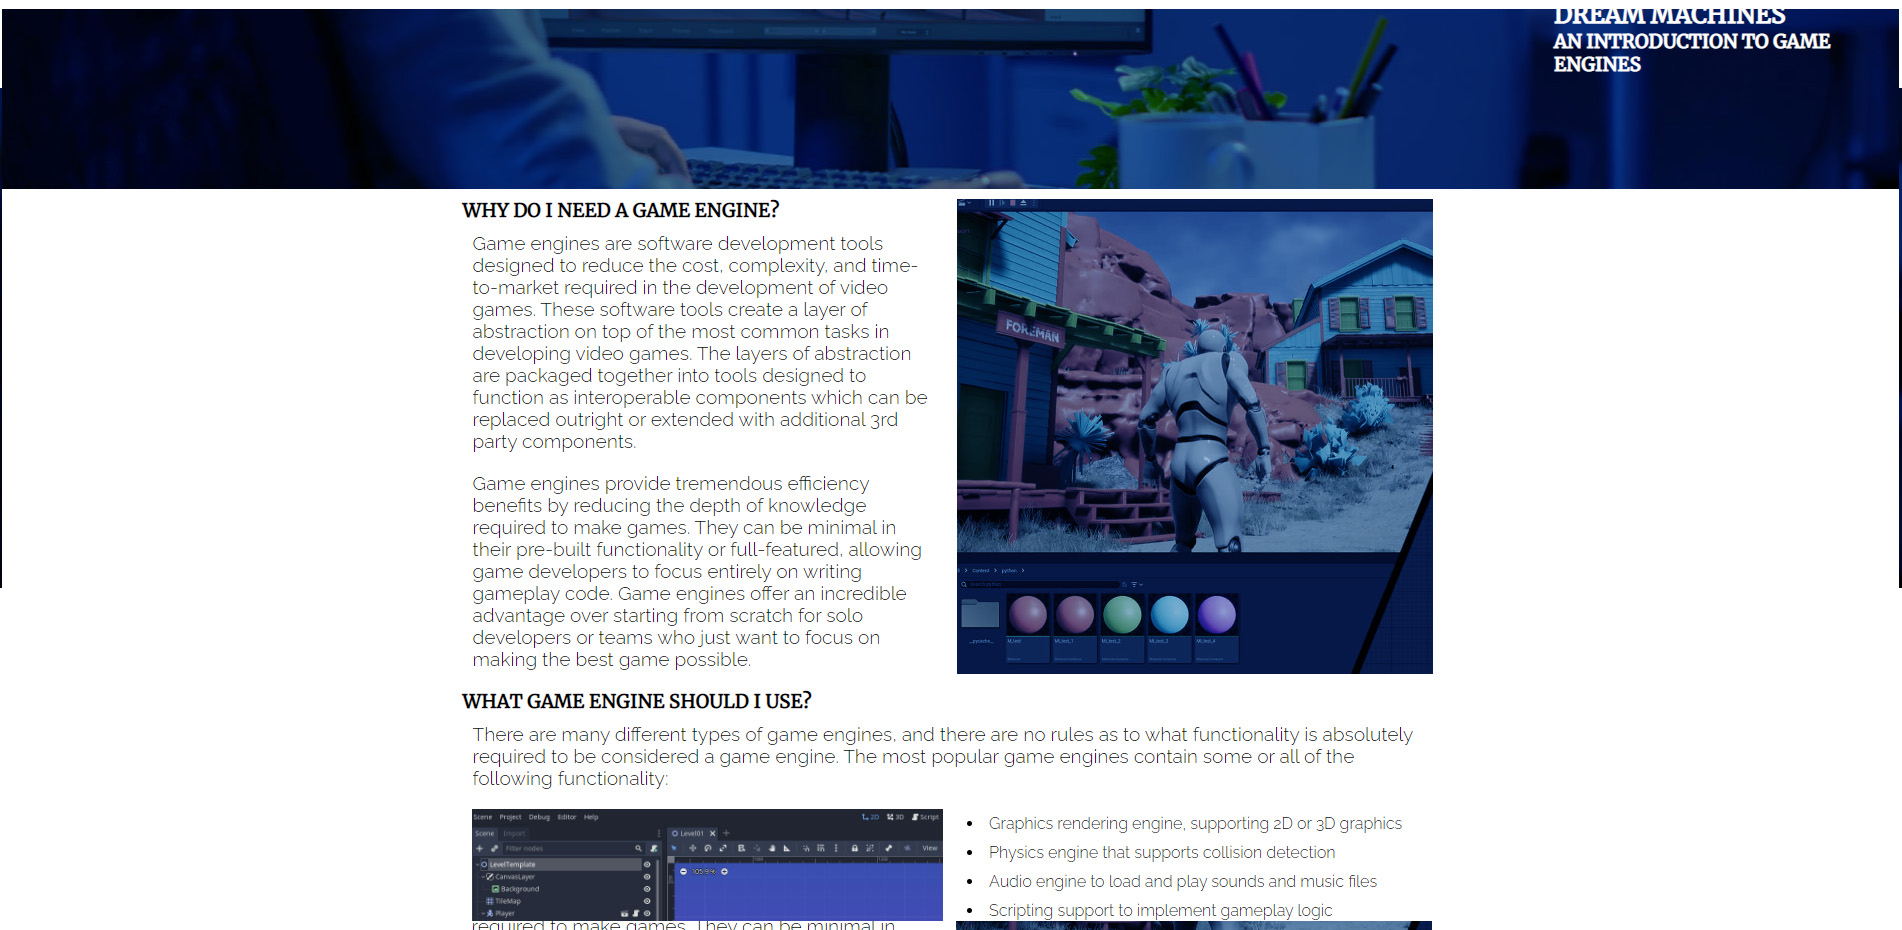 DREAM MACHINES
AN INTRODUCTION TO GAME
ENGINES
WHY DO I NEED A GAME ENGINE?
Game engines are software development tools
designed to reduce the cost, complexity, and time-
to-market required in the development of video
games. These software tools create a layer of
abstraction on top of the most common tasks in
developing video games. The layers of abstraction
are packaged together into tools designed to
function as interoperable components which can be
replaced outright or extended with additional 3rd
party components.
Game engines provide tremendous efficiency
benefits by reducing the depth of knowledge
required to make games. They can be minimal in
their pre-built functionality or full-featured, allowing
game developers to focus entirely on writing
gameplay code. Game engines offer an incredible
advantage over starting from scratch for solo
developers or teams who just want to focus on
making the best game possible.
FOREMAN
Content > python >
__pycache__
MI_test_1
MI_test_2
MI_test_3
MI_test_4
WHAT GAME ENGINE SHOULD I USE?
There are many different types of game engines, and there are no rules as to what functionality is absolutely
required to be considered a game engine. The most popular game engines contain some or all of the
following functionality:
Scene Project Debug Editor Help 2D 3D Script
Scene Import Level01
Filter nodes View
LevelTemplate
CanvasLayer
Background
TileMap
Player
105.9 %
• Graphics rendering engine, supporting 2D or 3D graphics
• Physics engine that supports collision detection
• Audio engine to load and play sounds and music files
• Scripting support to implement gameplay logic
required to make games. They can be minimal in